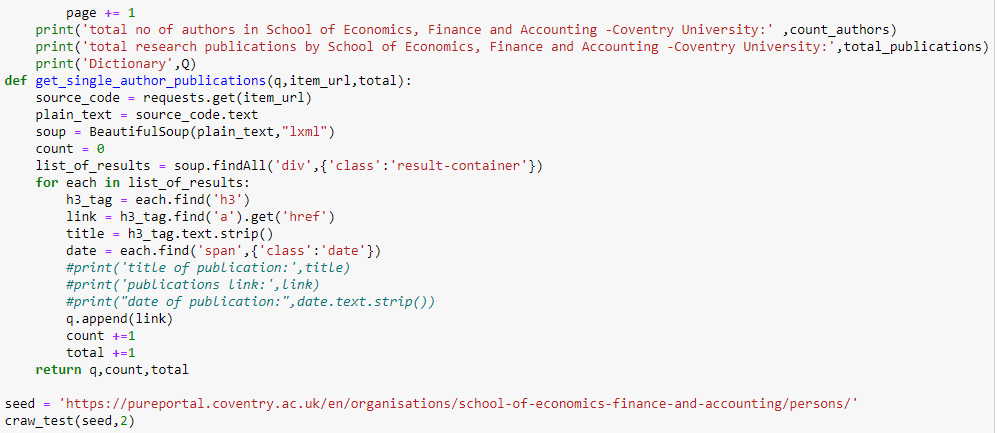 page += 1
    print('total no of authors in School of Economics, Finance and Accounting -Coventry University:' ,count_authors)
    print('total research publications by School of Economics, Finance and Accounting -Coventry University:',total_publications)
    print('Dictionary',Q)
def get_single_author_publications(q,item_url,total):
    source_code = requests.get(item_url)
    plain_text = source_code.text
    soup = BeautifulSoup(plain_text,"lxml")
    count = 0
    list_of_results = soup.findAll('div',{'class':'result-container'})
    for each in list_of_results:
        h3_tag = each.find('h3')
        link = h3_tag.find('a').get('href')
        title = h3_tag.text.strip()
        date = each.find('span',{'class':'date'})
        #print('title of publication:',title)
        #print('publications link:',link)
        #print("date of publication:",date.text.strip())
        q.append(link)
        count +=1
        total +=1
    return q,count,total

seed = 'https://pureportal.coventry.ac.uk/en/organisations/school-of-economics-finance-and-accounting/persons/'
craw_test(seed,2)